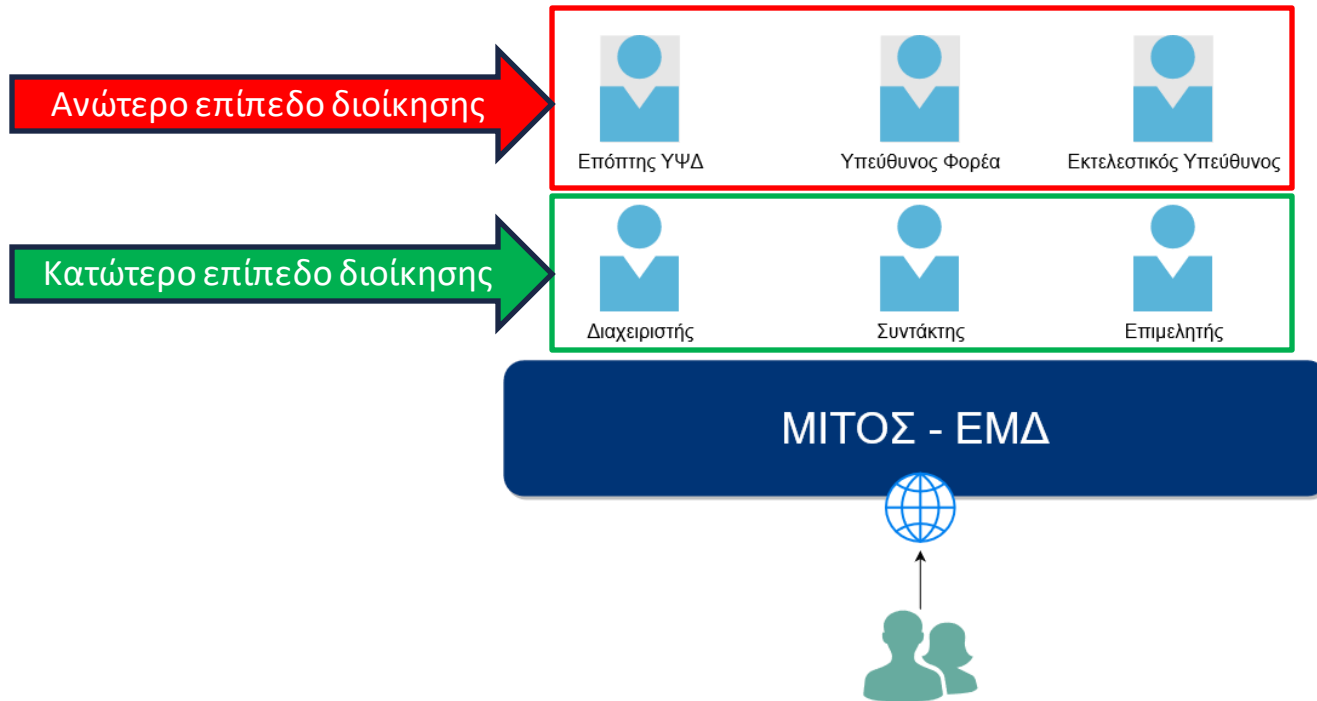 Ανώτερο επίπεδο διοίκησης
Επόπτης ΥΨΔ
Υπεύθυνος Φορέα
Εκτελεστικός Υπεύθυνος
Κατώτερο επίπεδο διοίκησης
Διαχειριστής
Συντάκτης
Επιμελητής
ΜΙΤΟΣ - ΕΜΔ